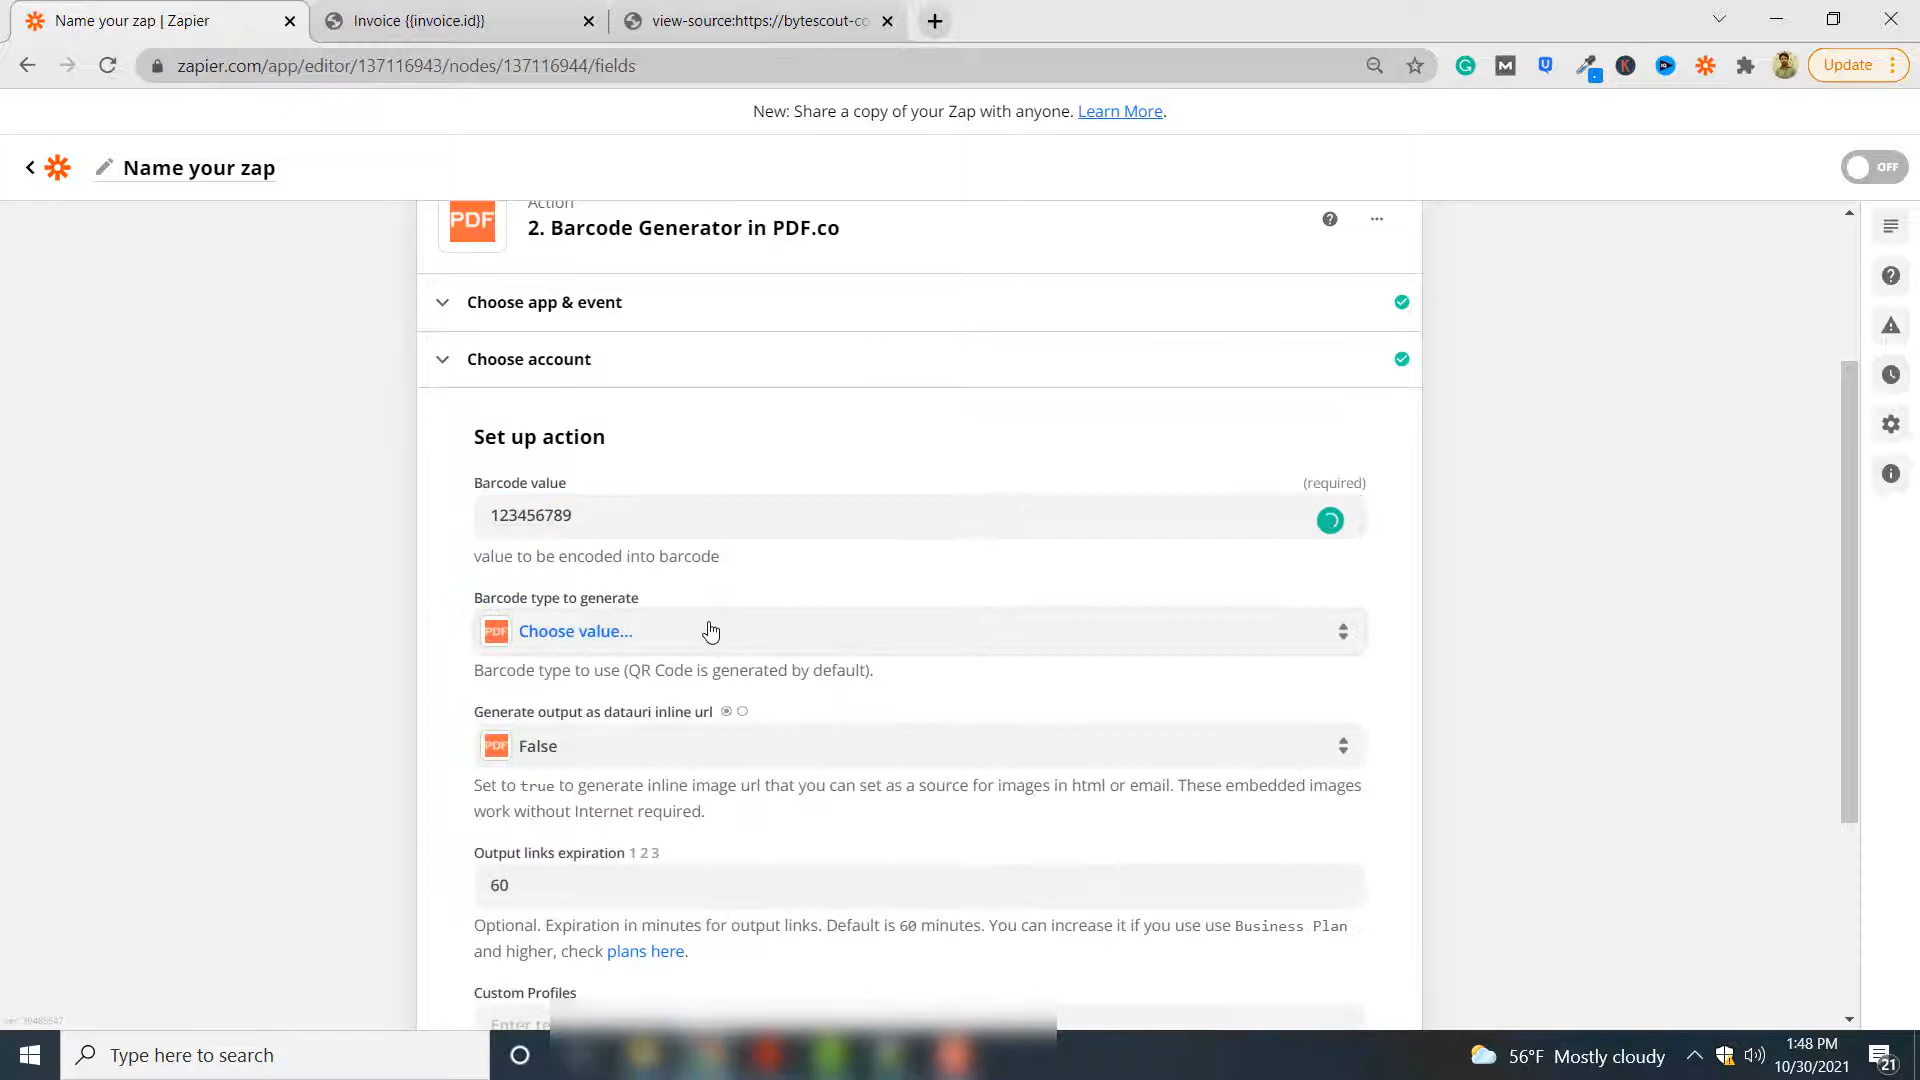 Name your zap | Zapier
Invoice {{invoice.id}}
view-source:https://bytescout-co
zapier.com/app/editor/137116943/nodes/137116944/fields
Update
New: Share a copy of your Zap with anyone. Learn More.
Name your zap
OFF
Action
PDF
2. Barcode Generator in PDF.co
Choose app & event
Choose account
Set up action
Barcode value
(required)
123456789
value to be encoded into barcode
Barcode type to generate
PDF
Choose value...
Barcode type to use (QR Code is generated by default).
Generate output as datauri inline url
PDF
False
Set to true to generate inline image url that you can set as a source for images in html or email. These embedded images
work without Internet required.
Output links expiration 1 2 3
60
Optional. Expiration in minutes for output links. Default is 60 minutes. You can increase it if you use use Business Plan
and higher, check plans here.
Custom Profiles
Enter te
Type here to search
56°F Mostly cloudy
1:48 PM
10/30/2021
21